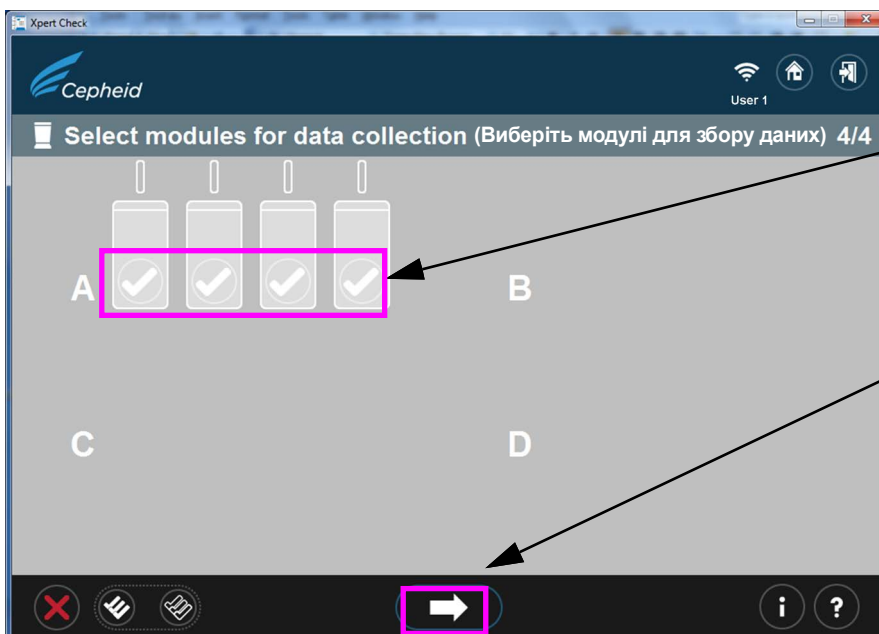 Xpert Check
Cepheid
User 1
Select modules for data collection (Виберіть модулі для збору даних) 4/4
A
B
C
D
i
?